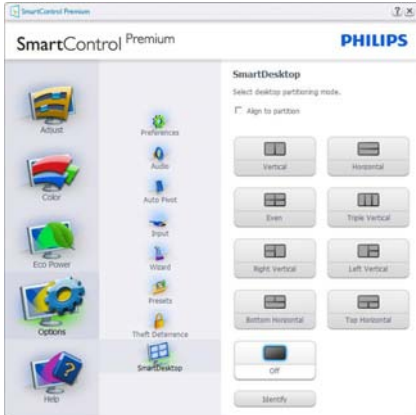 SmartControl Premium
SmartControl Premium
PHILIPS
Adjust
Color
Eco Power
Options
Help
Preferences
Audio
Auto Pivot
Input
Wizard
Presets
Theft Deterrence
SmartDesktop
SmartDesktop
Select desktop partitioning mode.
Align to partition
Vertical
Horizontal
Even
Triple Vertical
Right Vertical
Left Vertical
Bottom Horizontal
Top Horizontal
Off
Identify